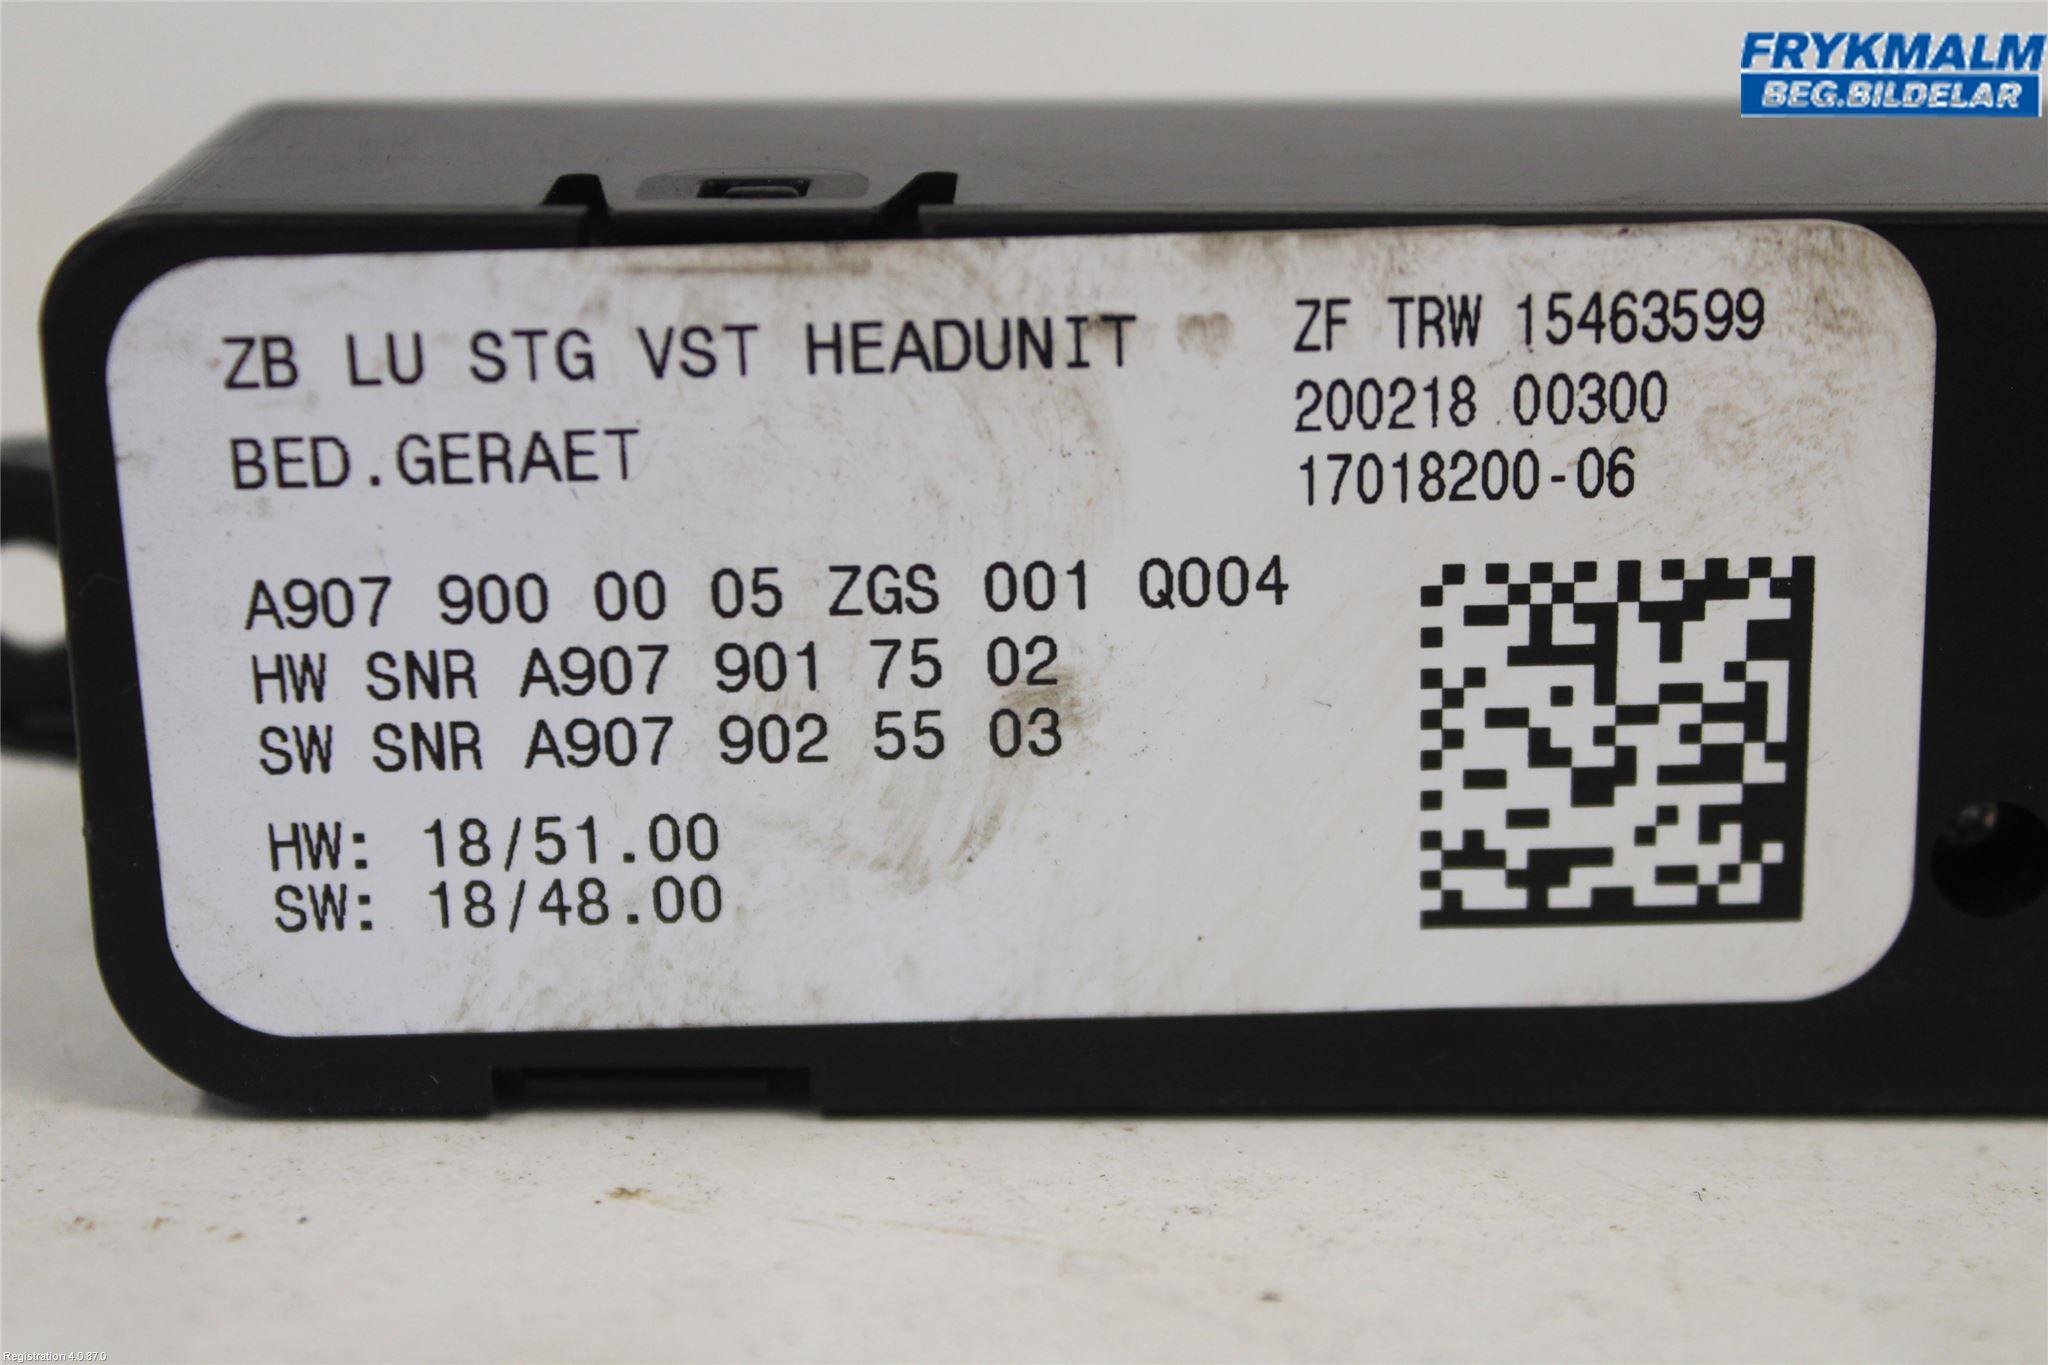 FRYKMALM
BEG.BILDELAR
ZB LU STG VST HEADUNIT
BED.GERAET
ZF TRW 15463599
200218 00300
17018200-06
A907 900 00 05 ZGS 001 Q004
HW SNR A907 901 75 02
SW SNR A907 902 55 03
HW: 18/51.00
SW: 18/48.00
Registration 4.0.87.0